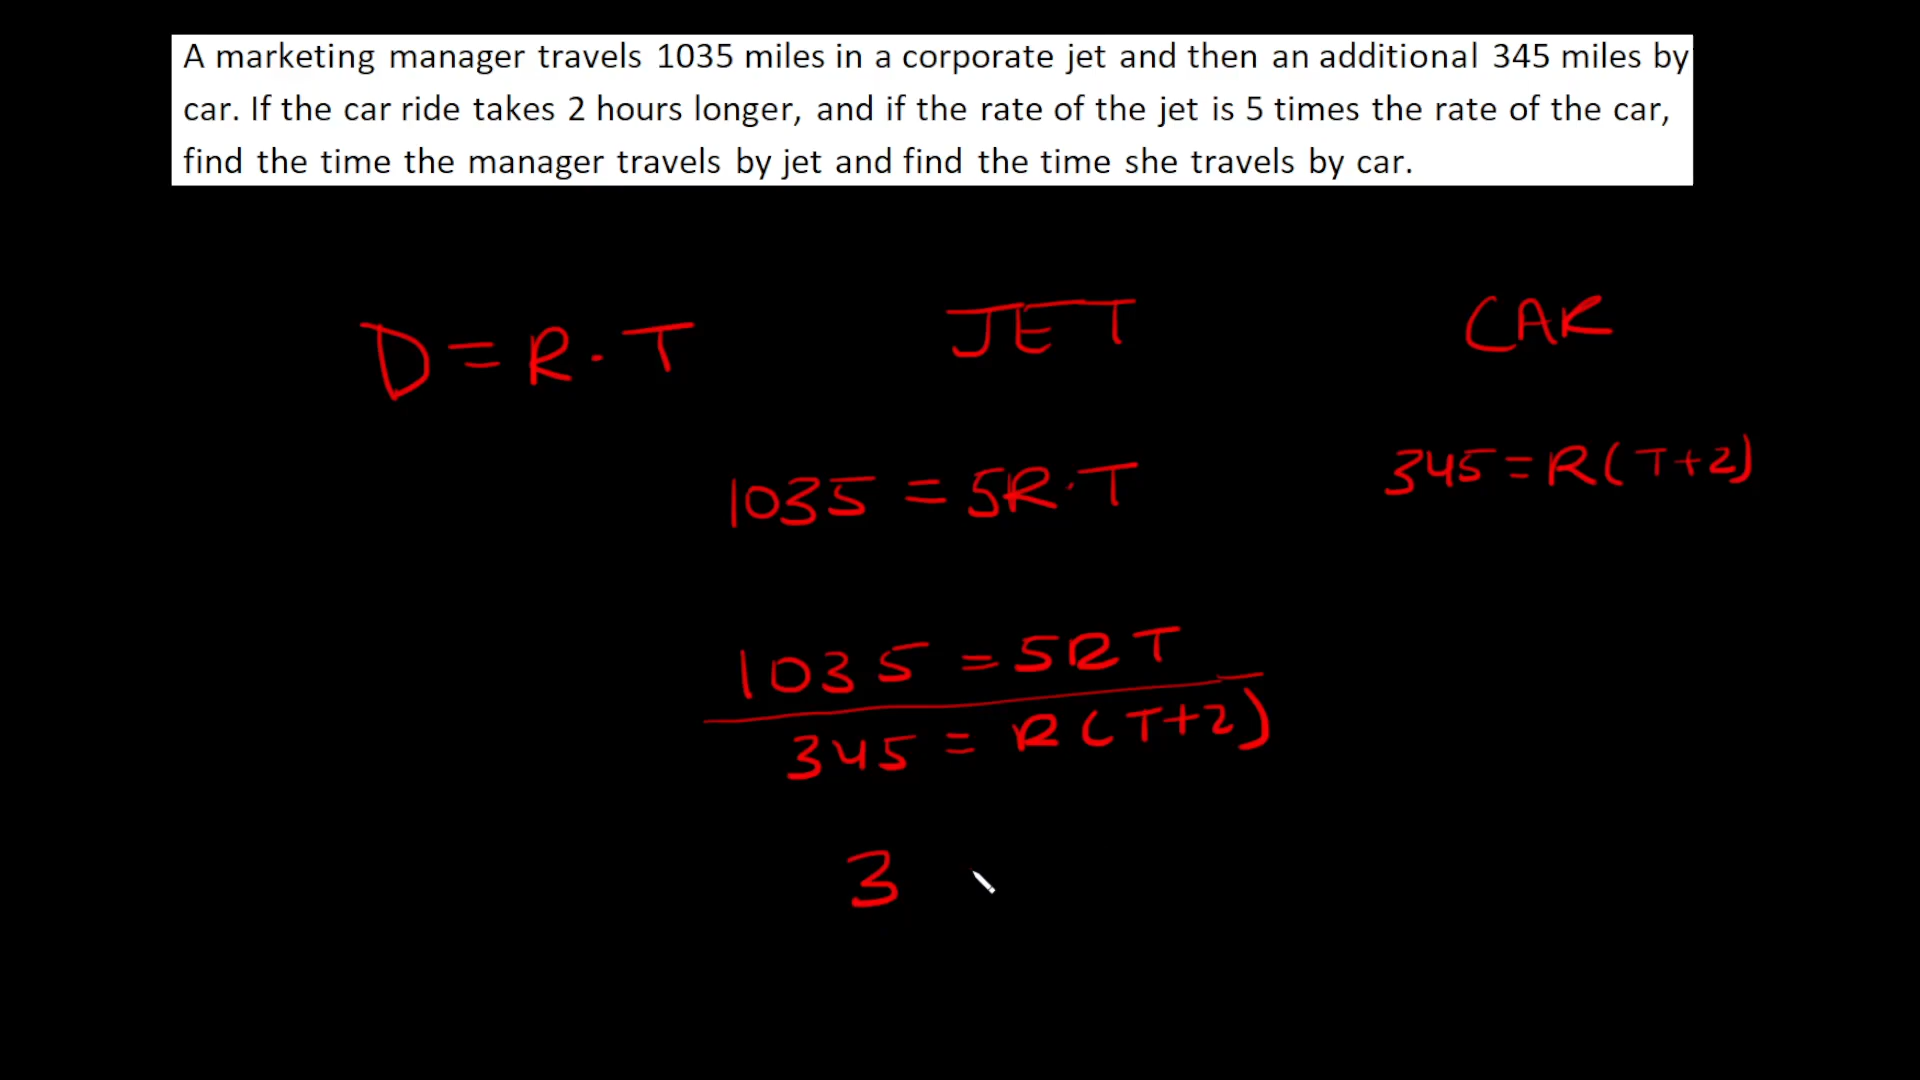 A marketing manager travels 1035 miles in a corporate jet and then an additional 345 miles by
car. If the car ride takes 2 hours longer, and if the rate of the jet is 5 times the rate of the car,
find the time the manager travels by jet and find the time she travels by car.
D = R · T
JET
CAR
1035 = 5R · T
345 = R(T+2)
1035 = 5RT
345 = R(T+2)
3